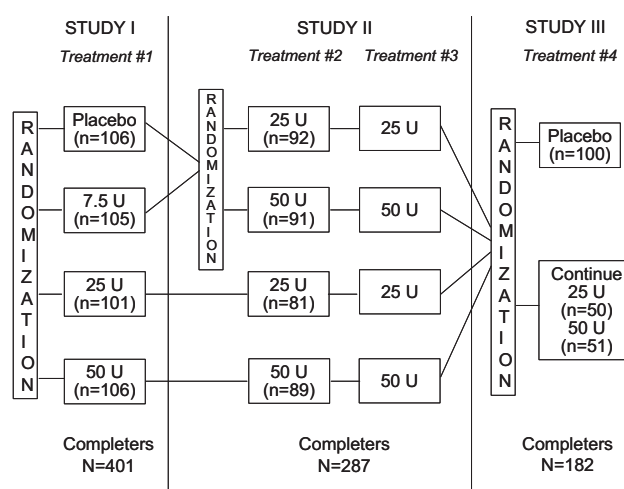 STUDY I
Treatment #1
RANDOMIZATION
Placebo
(n=106)
7.5 U
(n=105)
25 U
(n=101)
50 U
(n=106)
Completers
N=401
STUDY II
Treatment #2
Treatment #3
RANDOMIZATION
25 U
(n=92)
25 U
50 U
(n=91)
50 U
25 U
(n=81)
25 U
50 U
(n=89)
50 U
Completers
N=287
STUDY III
Treatment #4
RANDOMIZATION
Placebo
(n=100)
Continue
25 U
(n=50)
50 U
(n=51)
Completers
N=182